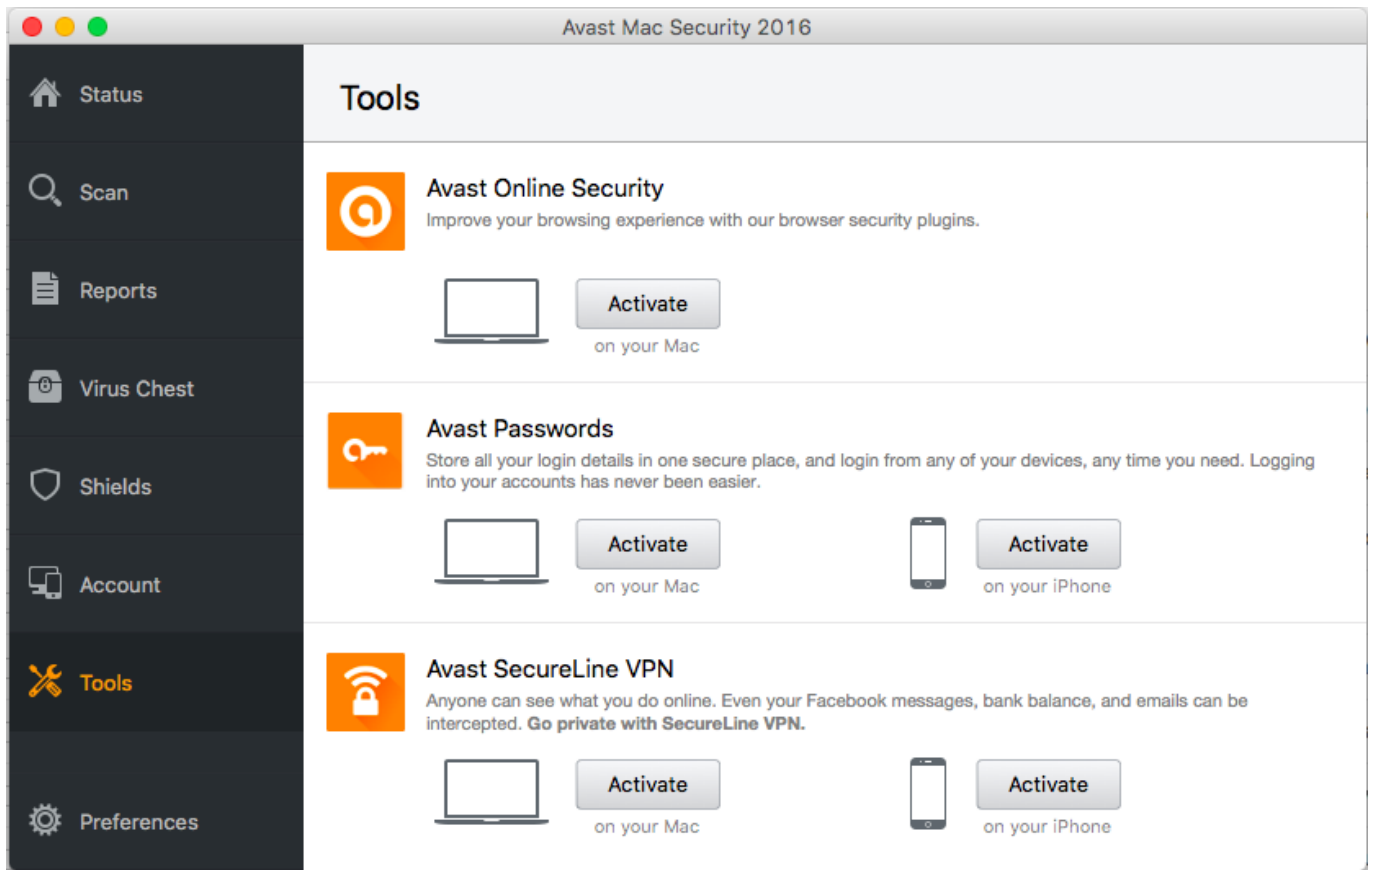 Avast Mac Security 2016
Status
Scan
Reports
Virus Chest
Shields
Account
Tools
Preferences
Tools
Avast Online Security
Improve your browsing experience with our browser security plugins.
Activate
on your Mac
Avast Passwords
Store all your login details in one secure place, and login from any of your devices, any time you need. Logging
into your accounts has never been easier.
Activate
on your Mac
Activate
on your iPhone
Avast SecureLine VPN
Anyone can see what you do online. Even your Facebook messages, bank balance, and emails can be
intercepted. Go private with SecureLine VPN.
Activate
on your Mac
Activate
on your iPhone